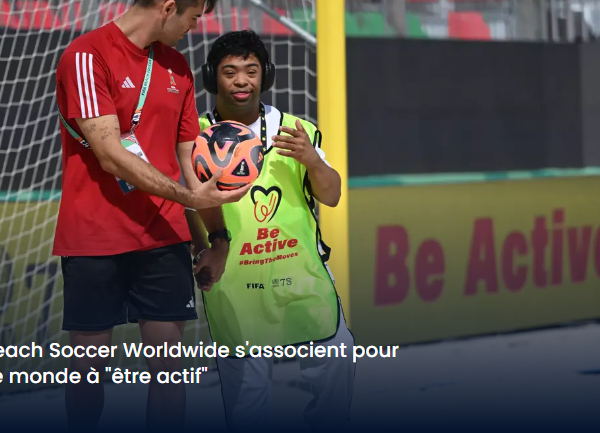 Be
Active
#BringTheMoves
FIFA
Be Active
each Soccer Worldwide s'associent pour
e monde à "être actif"